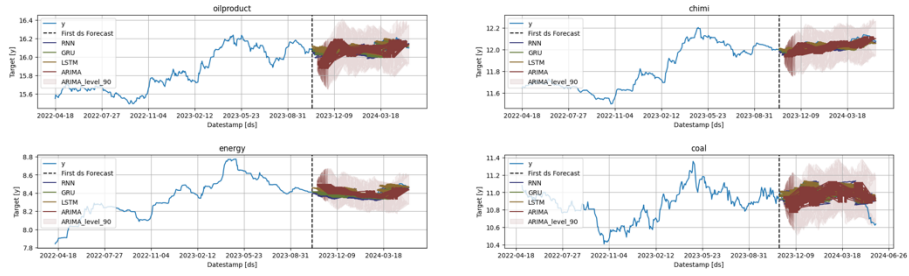 oilproduct
Target [y]
16.4
16.2
16.0
15.8
15.6
y
First ds Forecast
RNN
GRU
LSTM
ARIMA
ARIMA_level_90
2022-04-18 2022-07-27 2022-11-04 2023-02-12 2023-05-23 2023-08-31 2023-12-09 2024-03-18
Datestamp [ds]
chimi
Target [y]
12.2
12.0
11.8
11.6
y
First ds Forecast
RNN
GRU
LSTM
ARIMA
ARIMA_level_90
2022-04-18 2022-07-27 2022-11-04 2023-02-12 2023-05-23 2023-08-31 2023-12-09 2024-03-18
Datestamp [ds]
energy
Target [y]
8.8
8.6
8.4
8.2
8.0
7.8
y
First ds Forecast
RNN
GRU
LSTM
ARIMA
ARIMA_level_90
2022-04-18 2022-07-27 2022-11-04 2023-02-12 2023-05-23 2023-08-31 2023-12-09 2024-03-18
Datestamp [ds]
coal
Target [y]
11.4
11.2
11.0
10.8
10.6
10.4
y
First ds Forecast
RNN
GRU
LSTM
ARIMA
ARIMA_level_90
2022-04-18 2022-07-27 2022-11-04 2023-02-12 2023-05-23 2023-08-31 2023-12-09 2024-03-18 2024-06-26
Datestamp [ds]